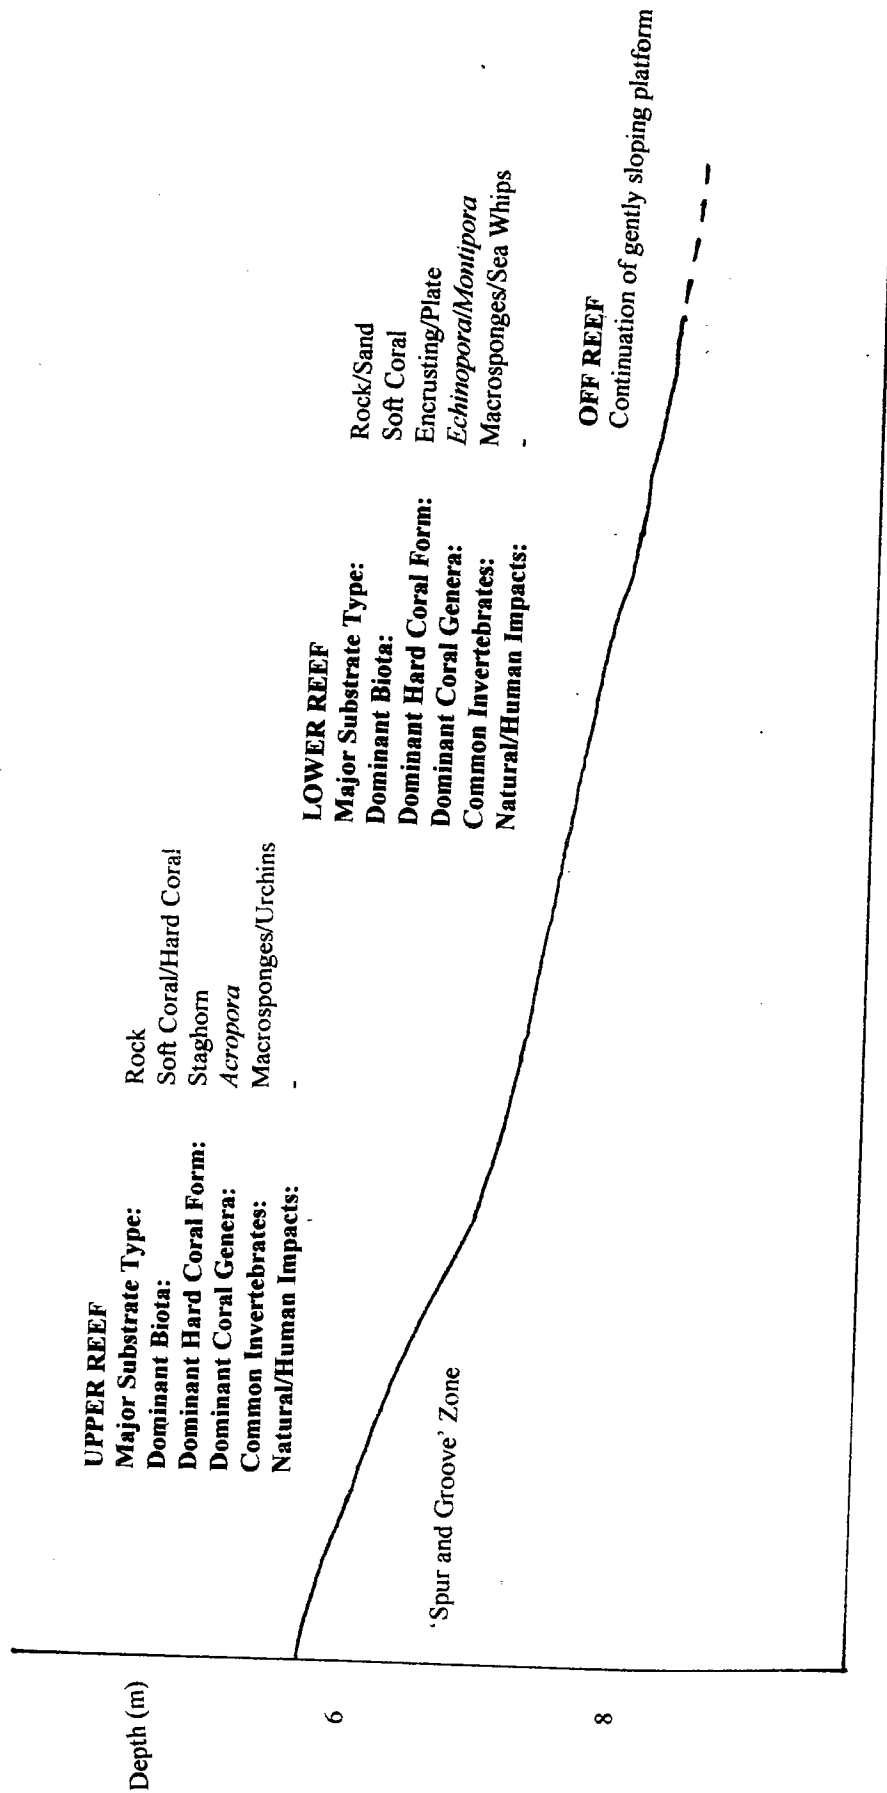 Depth (m)
6
8
UPPER REEF
Major Substrate Type: Rock
Dominant Biota: Soft Coral/Hard Coral
Dominant Hard Coral Form: Staghorn
Dominant Coral Genera: Acropora
Common Invertebrates: Macrosponges/Urchins
Natural/Human Impacts: -
'Spur and Groove' Zone
LOWER REEF
Major Substrate Type: Rock/Sand
Dominant Biota: Soft Coral
Dominant Hard Coral Form: Encrusting/Plate
Dominant Coral Genera: Echinopora/Montipora
Common Invertebrates: Macrosponges/Sea Whips
Natural/Human Impacts: -
OFF REEF
Continuation of gently sloping platform